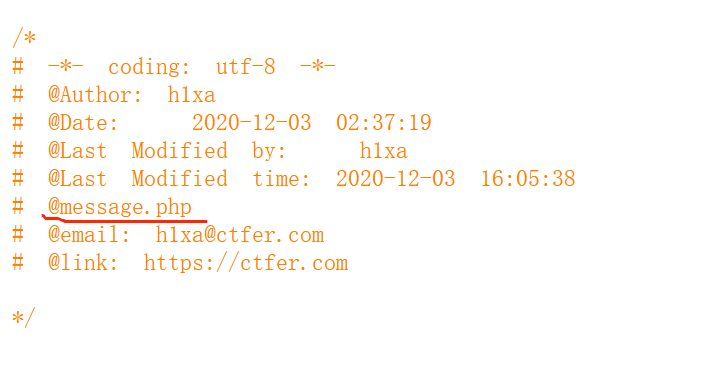 /*
#  -*-  coding:  utf-8  -*-
#  @Author:  h1xa
#  @Date:      2020-12-03  02:37:19
#  @Last  Modified  by:      h1xa
#  @Last  Modified  time:  2020-12-03  16:05:38
#  @message.php
#  @email:  h1xa@ctfer.com
#  @link:  https://ctfer.com
*/